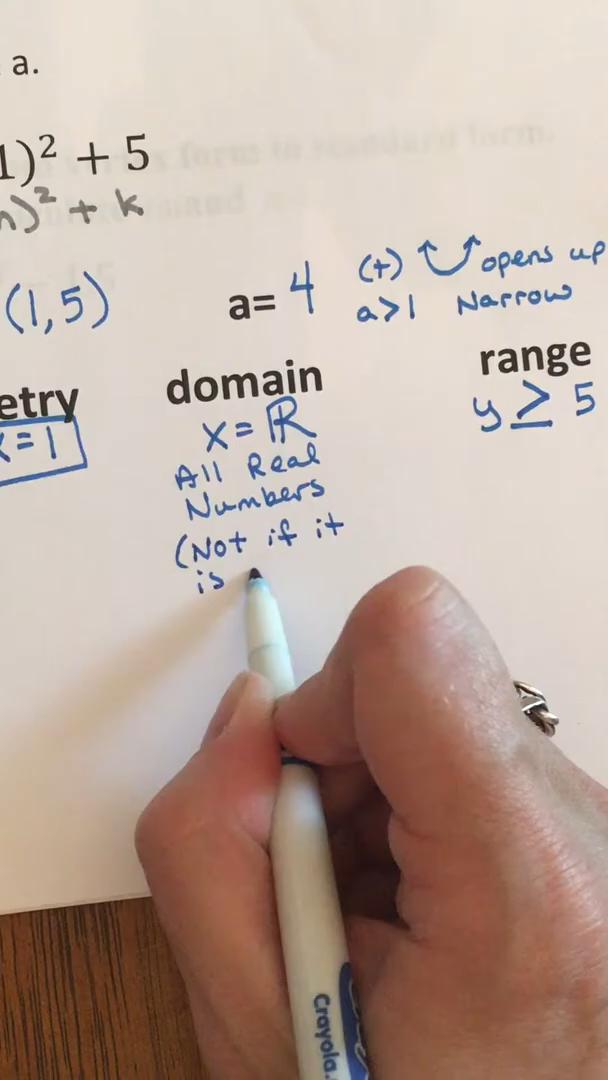 a.
1)² + 5
h)² + k
(1,5)
a= 4
(+) opens up
a>1 Narrow
etry
x=1
domain
x= ℝ
All Real
Numbers
(Not if it
is
range
y ≥ 5
Crayola